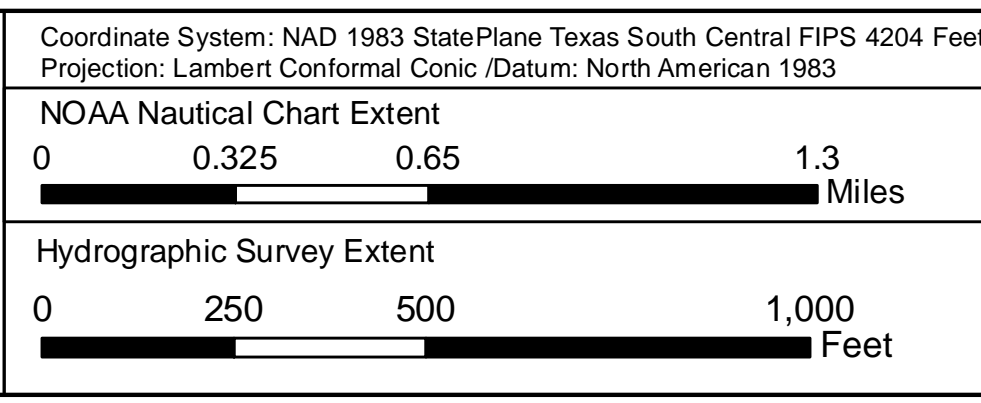 Coordinate System: NAD 1983 StatePlane Texas South Central FIPS 4204 Feet
Projection: Lambert Conformal Conic /Datum: North American 1983
NOAA Nautical Chart Extent
0 0.325 0.65 1.3
Miles
Hydrographic Survey Extent
0 250 500 1,000
Feet